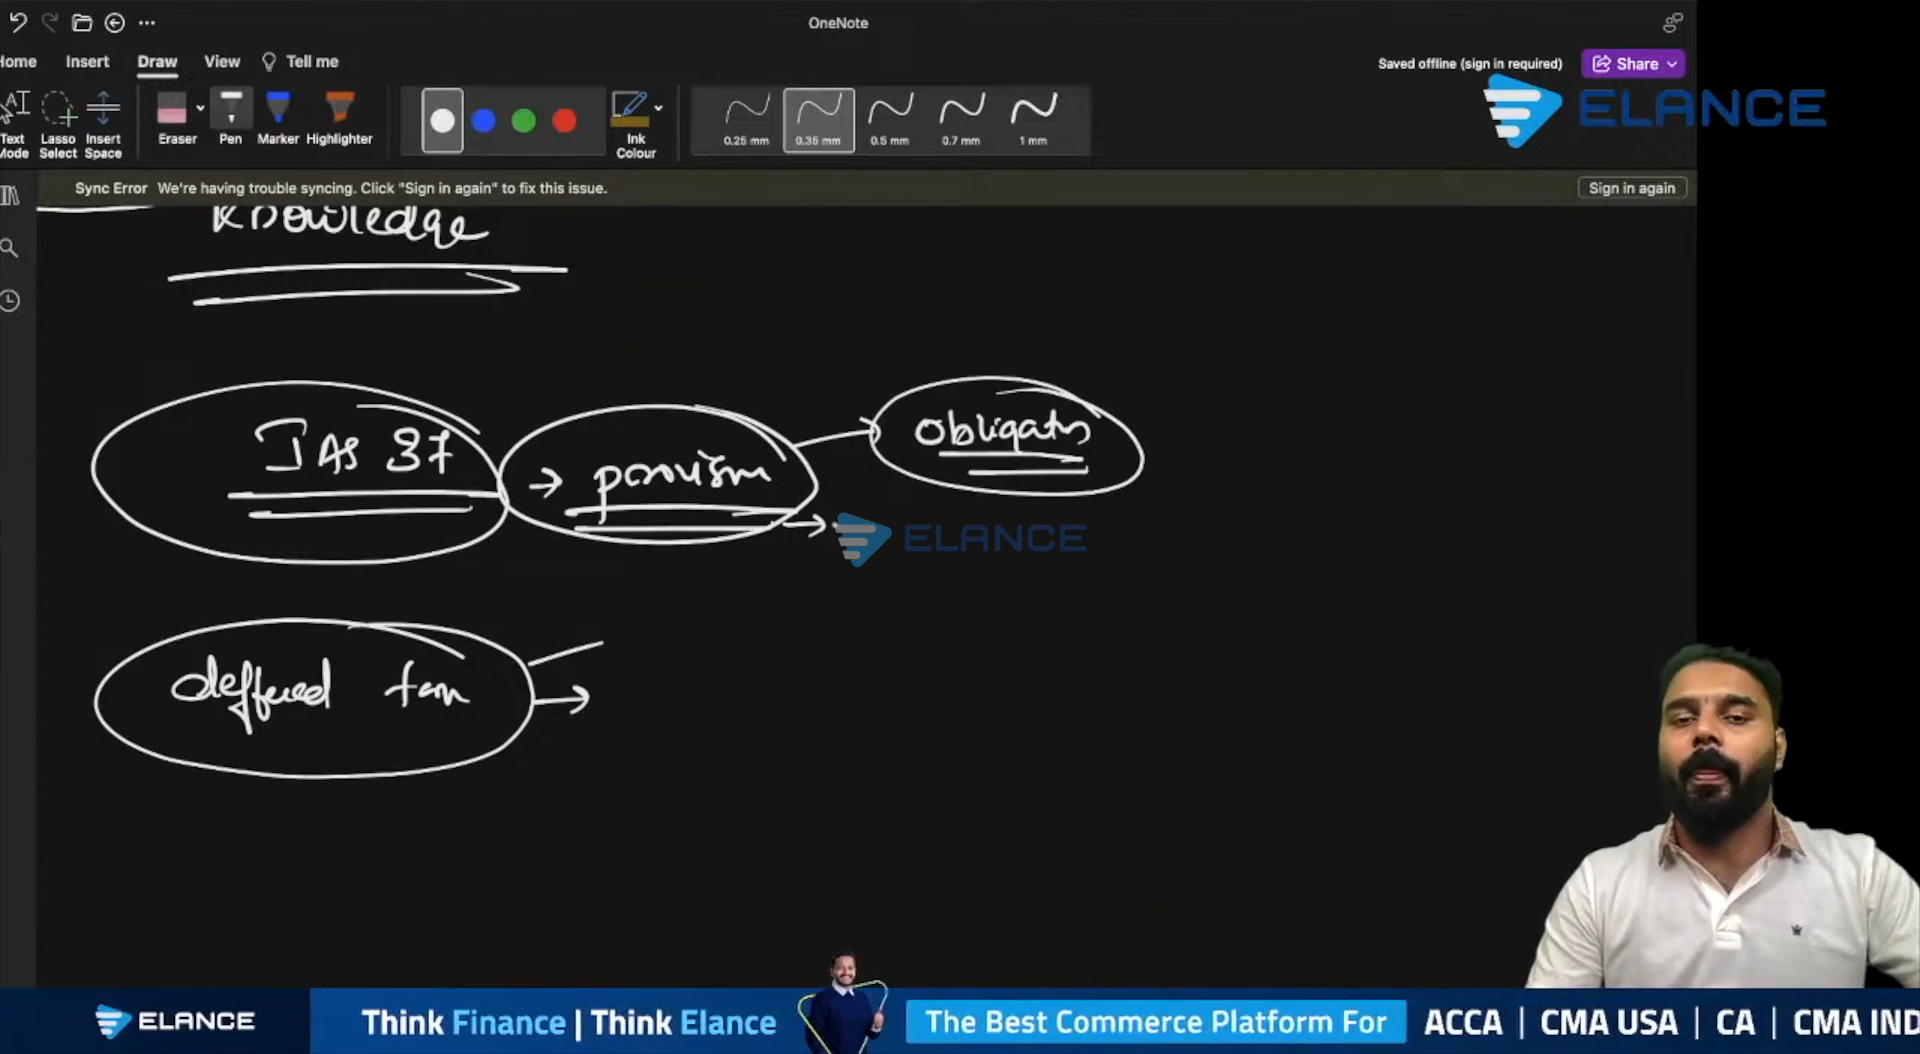 OneNote
Home Insert Draw View Tell me
Saved offline (sign in required) Share
Text Mode
Lasso Select
Insert Space
Eraser
Pen
Marker
Highlighter
Ink Colour
0.25 mm
0.35 mm
0.5 mm
0.7 mm
1 mm
ELANCE
Sync Error We're having trouble syncing. Click "Sign in again" to fix this issue.
Sign in again
Knowledge
IAS 37
Obligatn
ELANCE
deffered
ELANCE
Think Finance | Think Elance
The Best Commerce Platform For
ACCA | CMA USA | CA | CMA IND